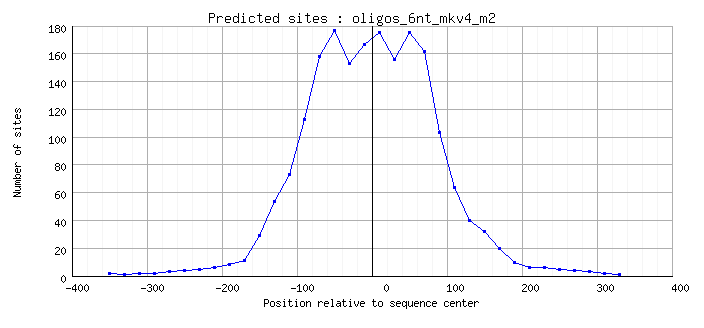 Predicted sites : oligos_6nt_mkv4_m2
180
160
140
120
100
80
60
40
20
0
Number of sites
-400 -300 -200 -100 0 100 200 300 400
Position relative to sequence center